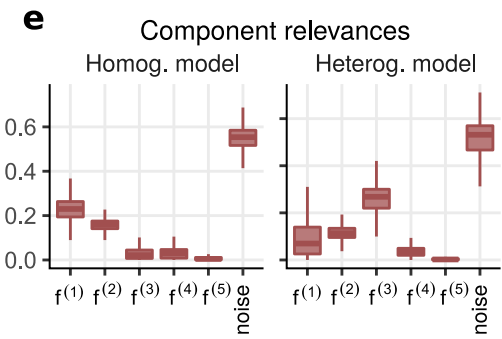 e
Component relevances
Homog. model
Heterog. model
0.6
0.4
0.2
0.0
f⁽¹⁾ f⁽²⁾ f⁽³⁾ f⁽⁴⁾ f⁽⁵⁾ noise
f⁽¹⁾ f⁽²⁾ f⁽³⁾ f⁽⁴⁾ f⁽⁵⁾ noise